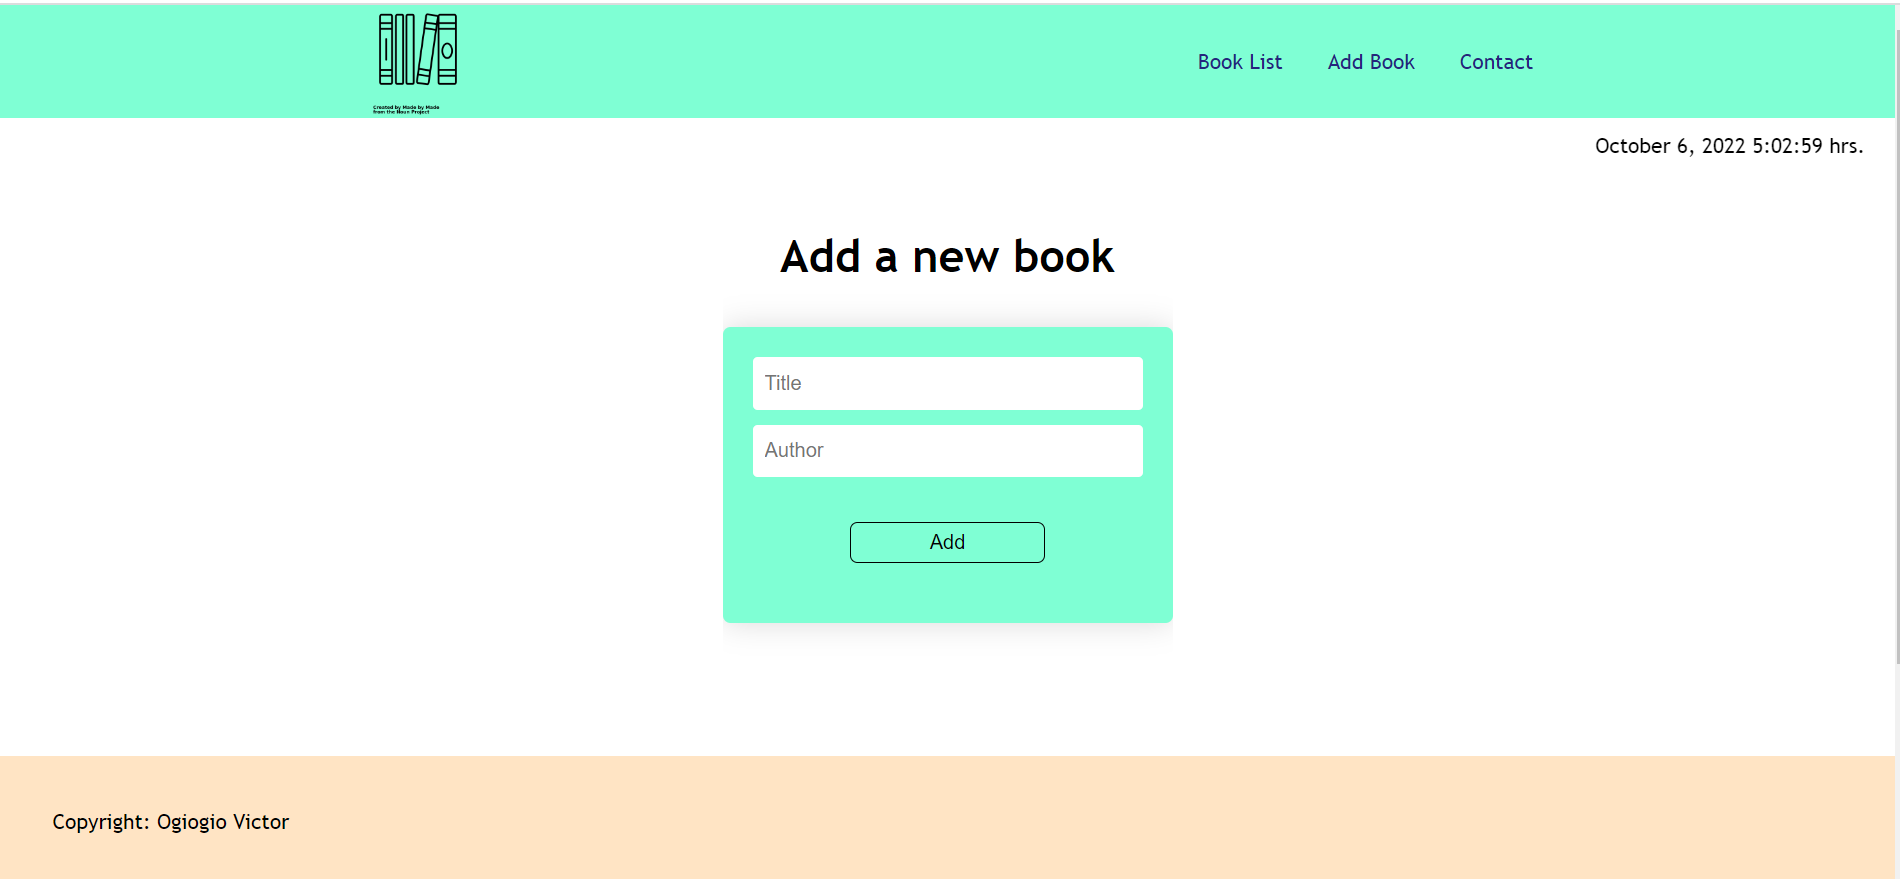 Created by Made by Made
from the Noun Project
Book List Add Book Contact
October 6, 2022 5:02:59 hrs.
Add a new book
Title
Author
Add
Copyright: Ogiogio Victor